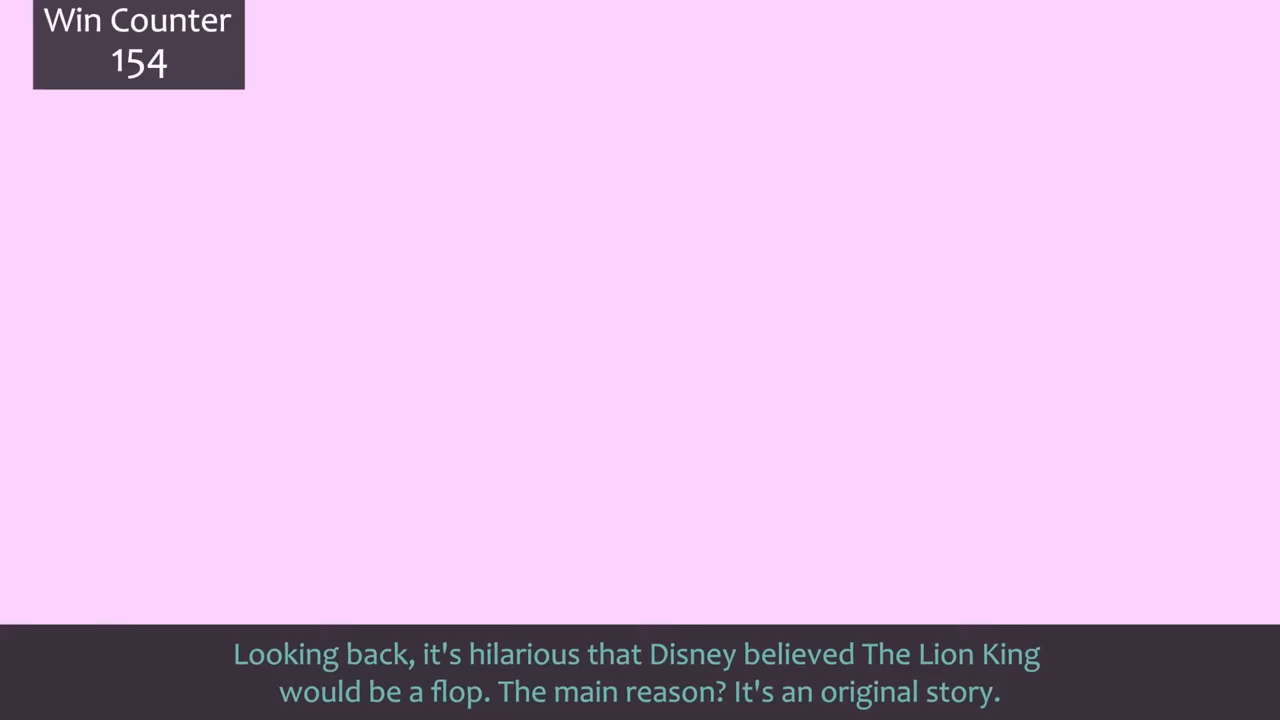 Win Counter
154
Looking back, it's hilarious that Disney believed The Lion King
would be a flop. The main reason? It's an original story.